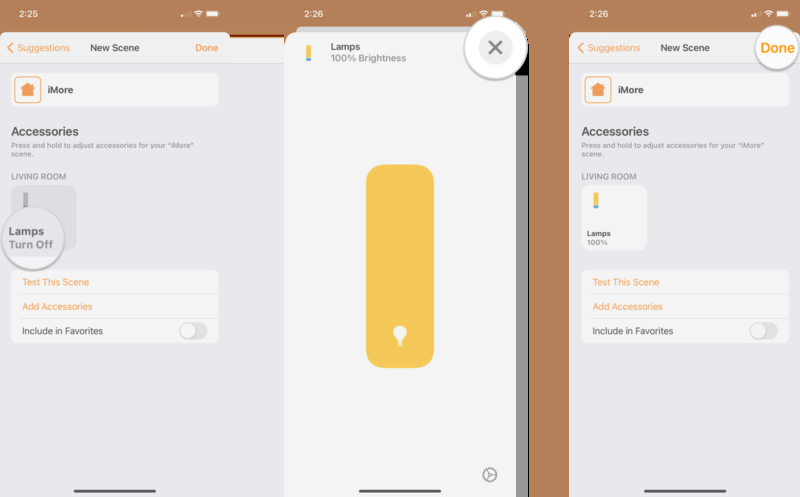 2:25
Suggestions
New Scene
Done
iMore
Accessories
Press and hold to adjust accessories for your "iMore"
scene.
LIVING ROOM
Lamps
Turn Off
Test This Scene
Add Accessories
Include in Favorites
2:26
Lamps
100% Brightness
2:26
Suggestions
New Scene
Done
iMore
Accessories
Press and hold to adjust accessories for your "iMore"
scene.
LIVING ROOM
Lamps
100%
Test This Scene
Add Accessories
Include in Favorites